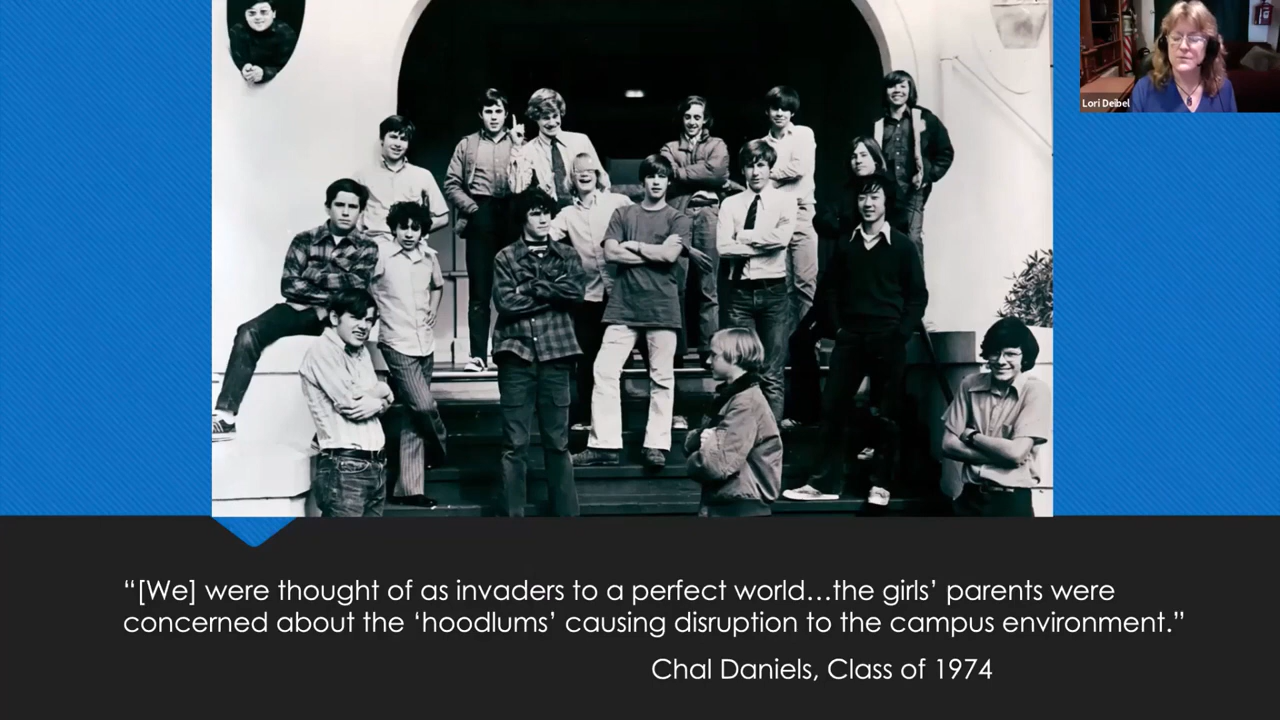 Lori Deibel
“[We] were thought of as invaders to a perfect world…the girls’ parents were
concerned about the ‘hoodlums’ causing disruption to the campus environment.”
Chal Daniels, Class of 1974